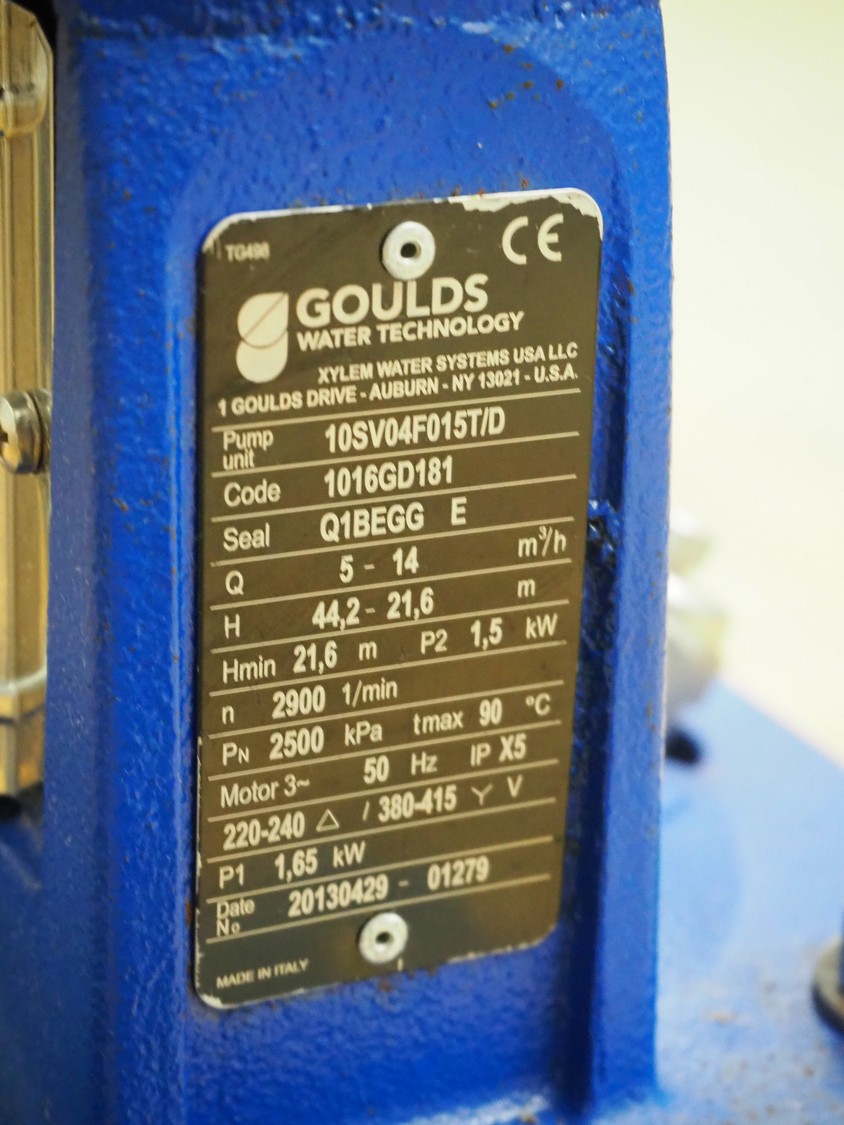 TG498
CE
GOULDS
WATER TECHNOLOGY
XYLEM WATER SYSTEMS USA LLC
1 GOULDS DRIVE - AUBURN - NY 13021 - U.S.A.
Pump unit 10SV04F015T/D
Code 1016GD181
Seal Q1BEGG E
Q 5 - 14 m³/h
H 44,2 - 21,6 m
Hmin 21,6 m P2 1,5 kW
n 2900 1/min
PN 2500 kPa tmax 90 °C
Motor 3~ 50 Hz IP X5
220-240 △ / 380-415 Y V
P1 1,65 kW
Date No 20130429 - 01279
MADE IN ITALY